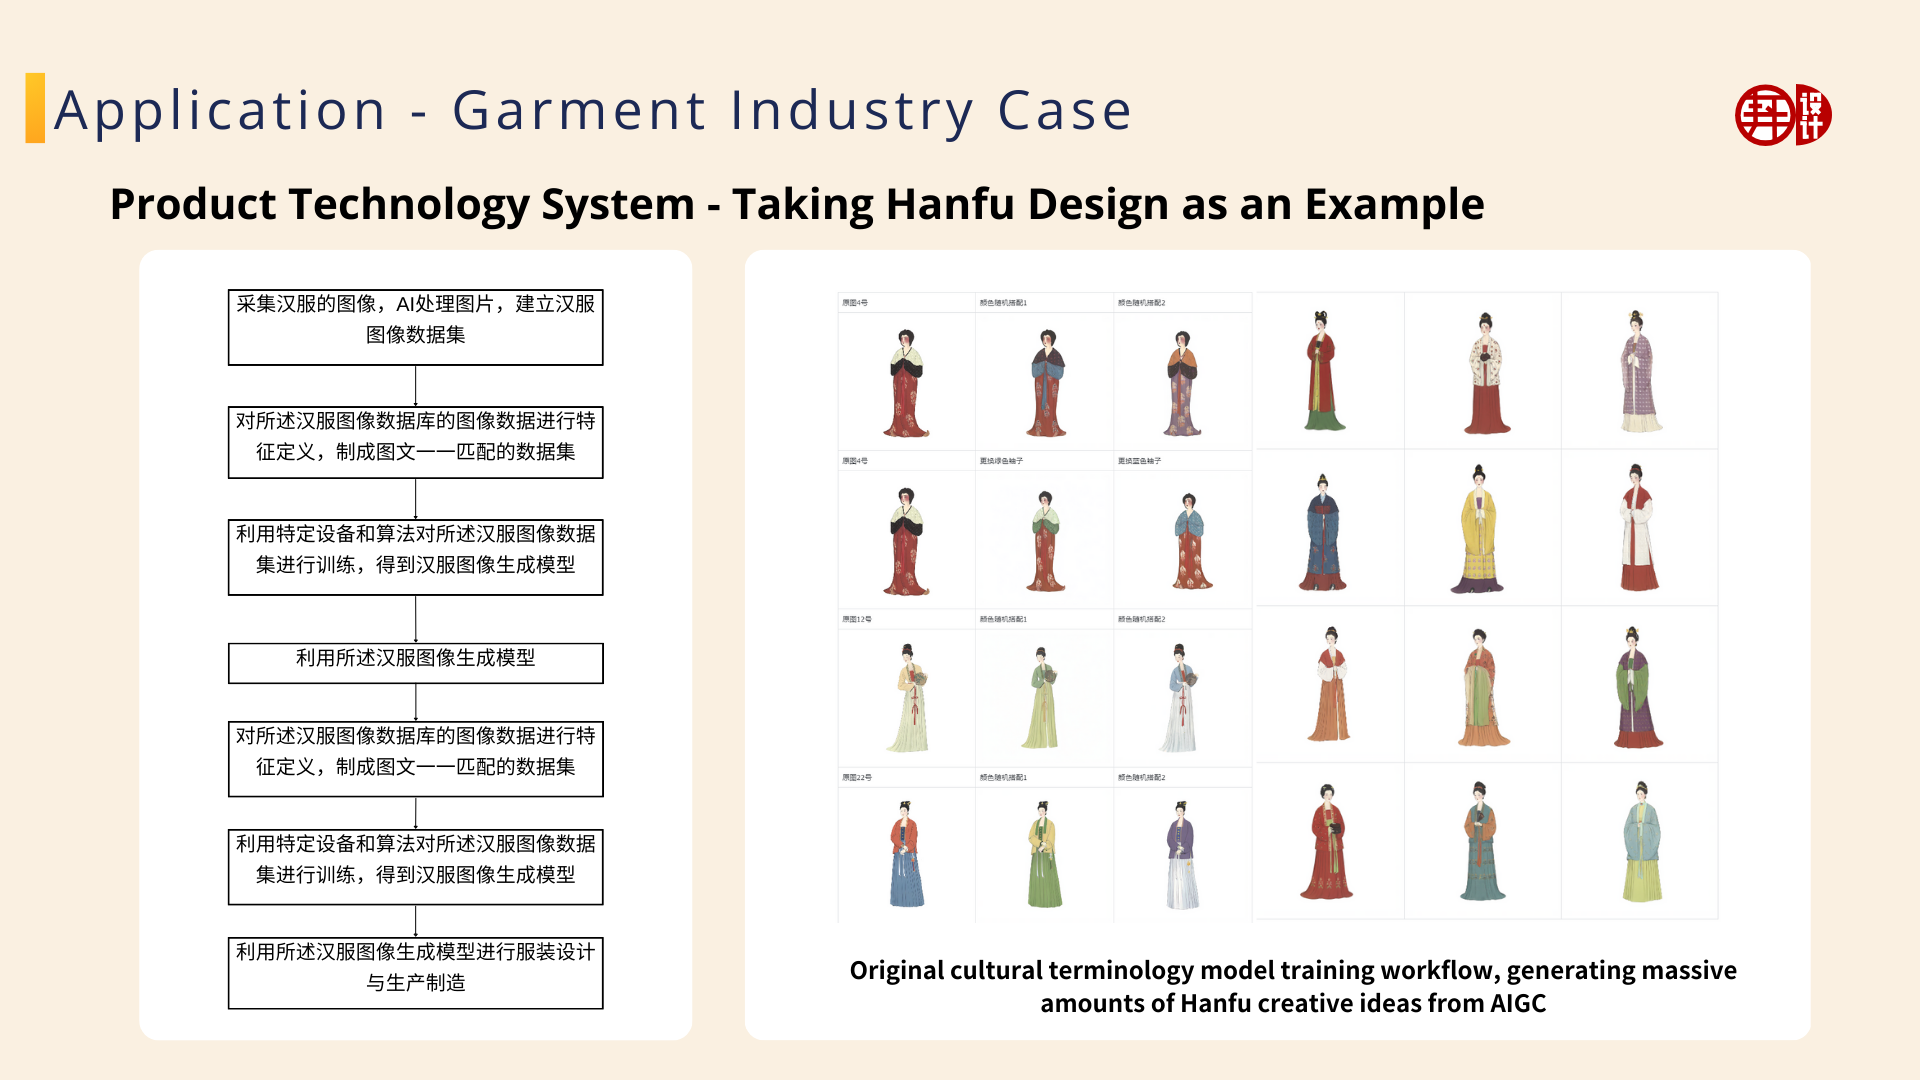 Application - Garment Industry Case
设
计
Product Technology System - Taking Hanfu Design as an Example
采集汉服的图像，AI处理图片，建立汉服
图像数据集
对所述汉服图像数据库的图像数据进行特
征定义，制成图文一一匹配的数据集
利用特定设备和算法对所述汉服图像数据
集进行训练，得到汉服图像生成模型
利用所述汉服图像生成模型
对所述汉服图像数据库的图像数据进行特
征定义，制成图文一一匹配的数据集
利用特定设备和算法对所述汉服图像数据
集进行训练，得到汉服图像生成模型
利用所述汉服图像生成模型进行服装设计
与生产制造
原图4号 颜色随机搭配1 颜色随机搭配2
原图4号 更换绿色袖子 更换蓝色袖子
原图12号 颜色随机搭配1 颜色随机搭配2
原图22号 颜色随机搭配1 颜色随机搭配2
Original cultural terminology model training workflow, generating massive
amounts of Hanfu creative ideas from AIGC